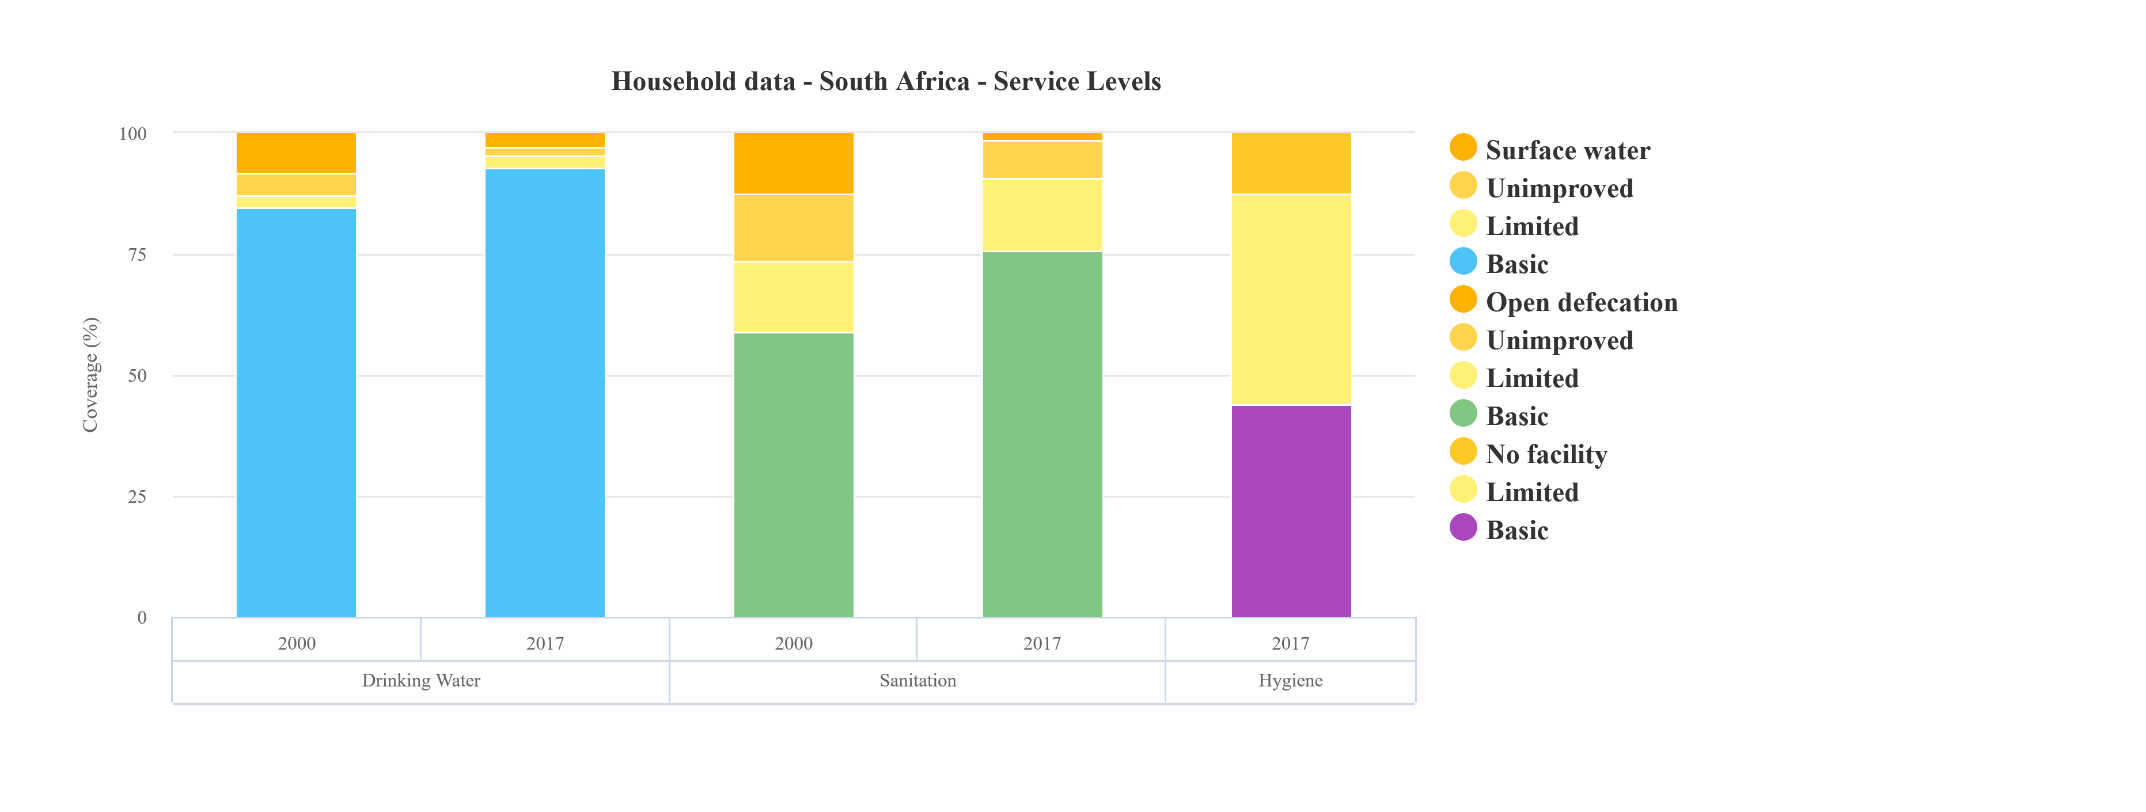 Household data - South Africa - Service Levels
100
75
50
25
0
Coverage (%)
2000
2017
2000
2017
2017
Drinking Water
Sanitation
Hygiene
Surface water
Unimproved
Limited
Basic
Open defecation
Unimproved
Limited
Basic
No facility
Limited
Basic